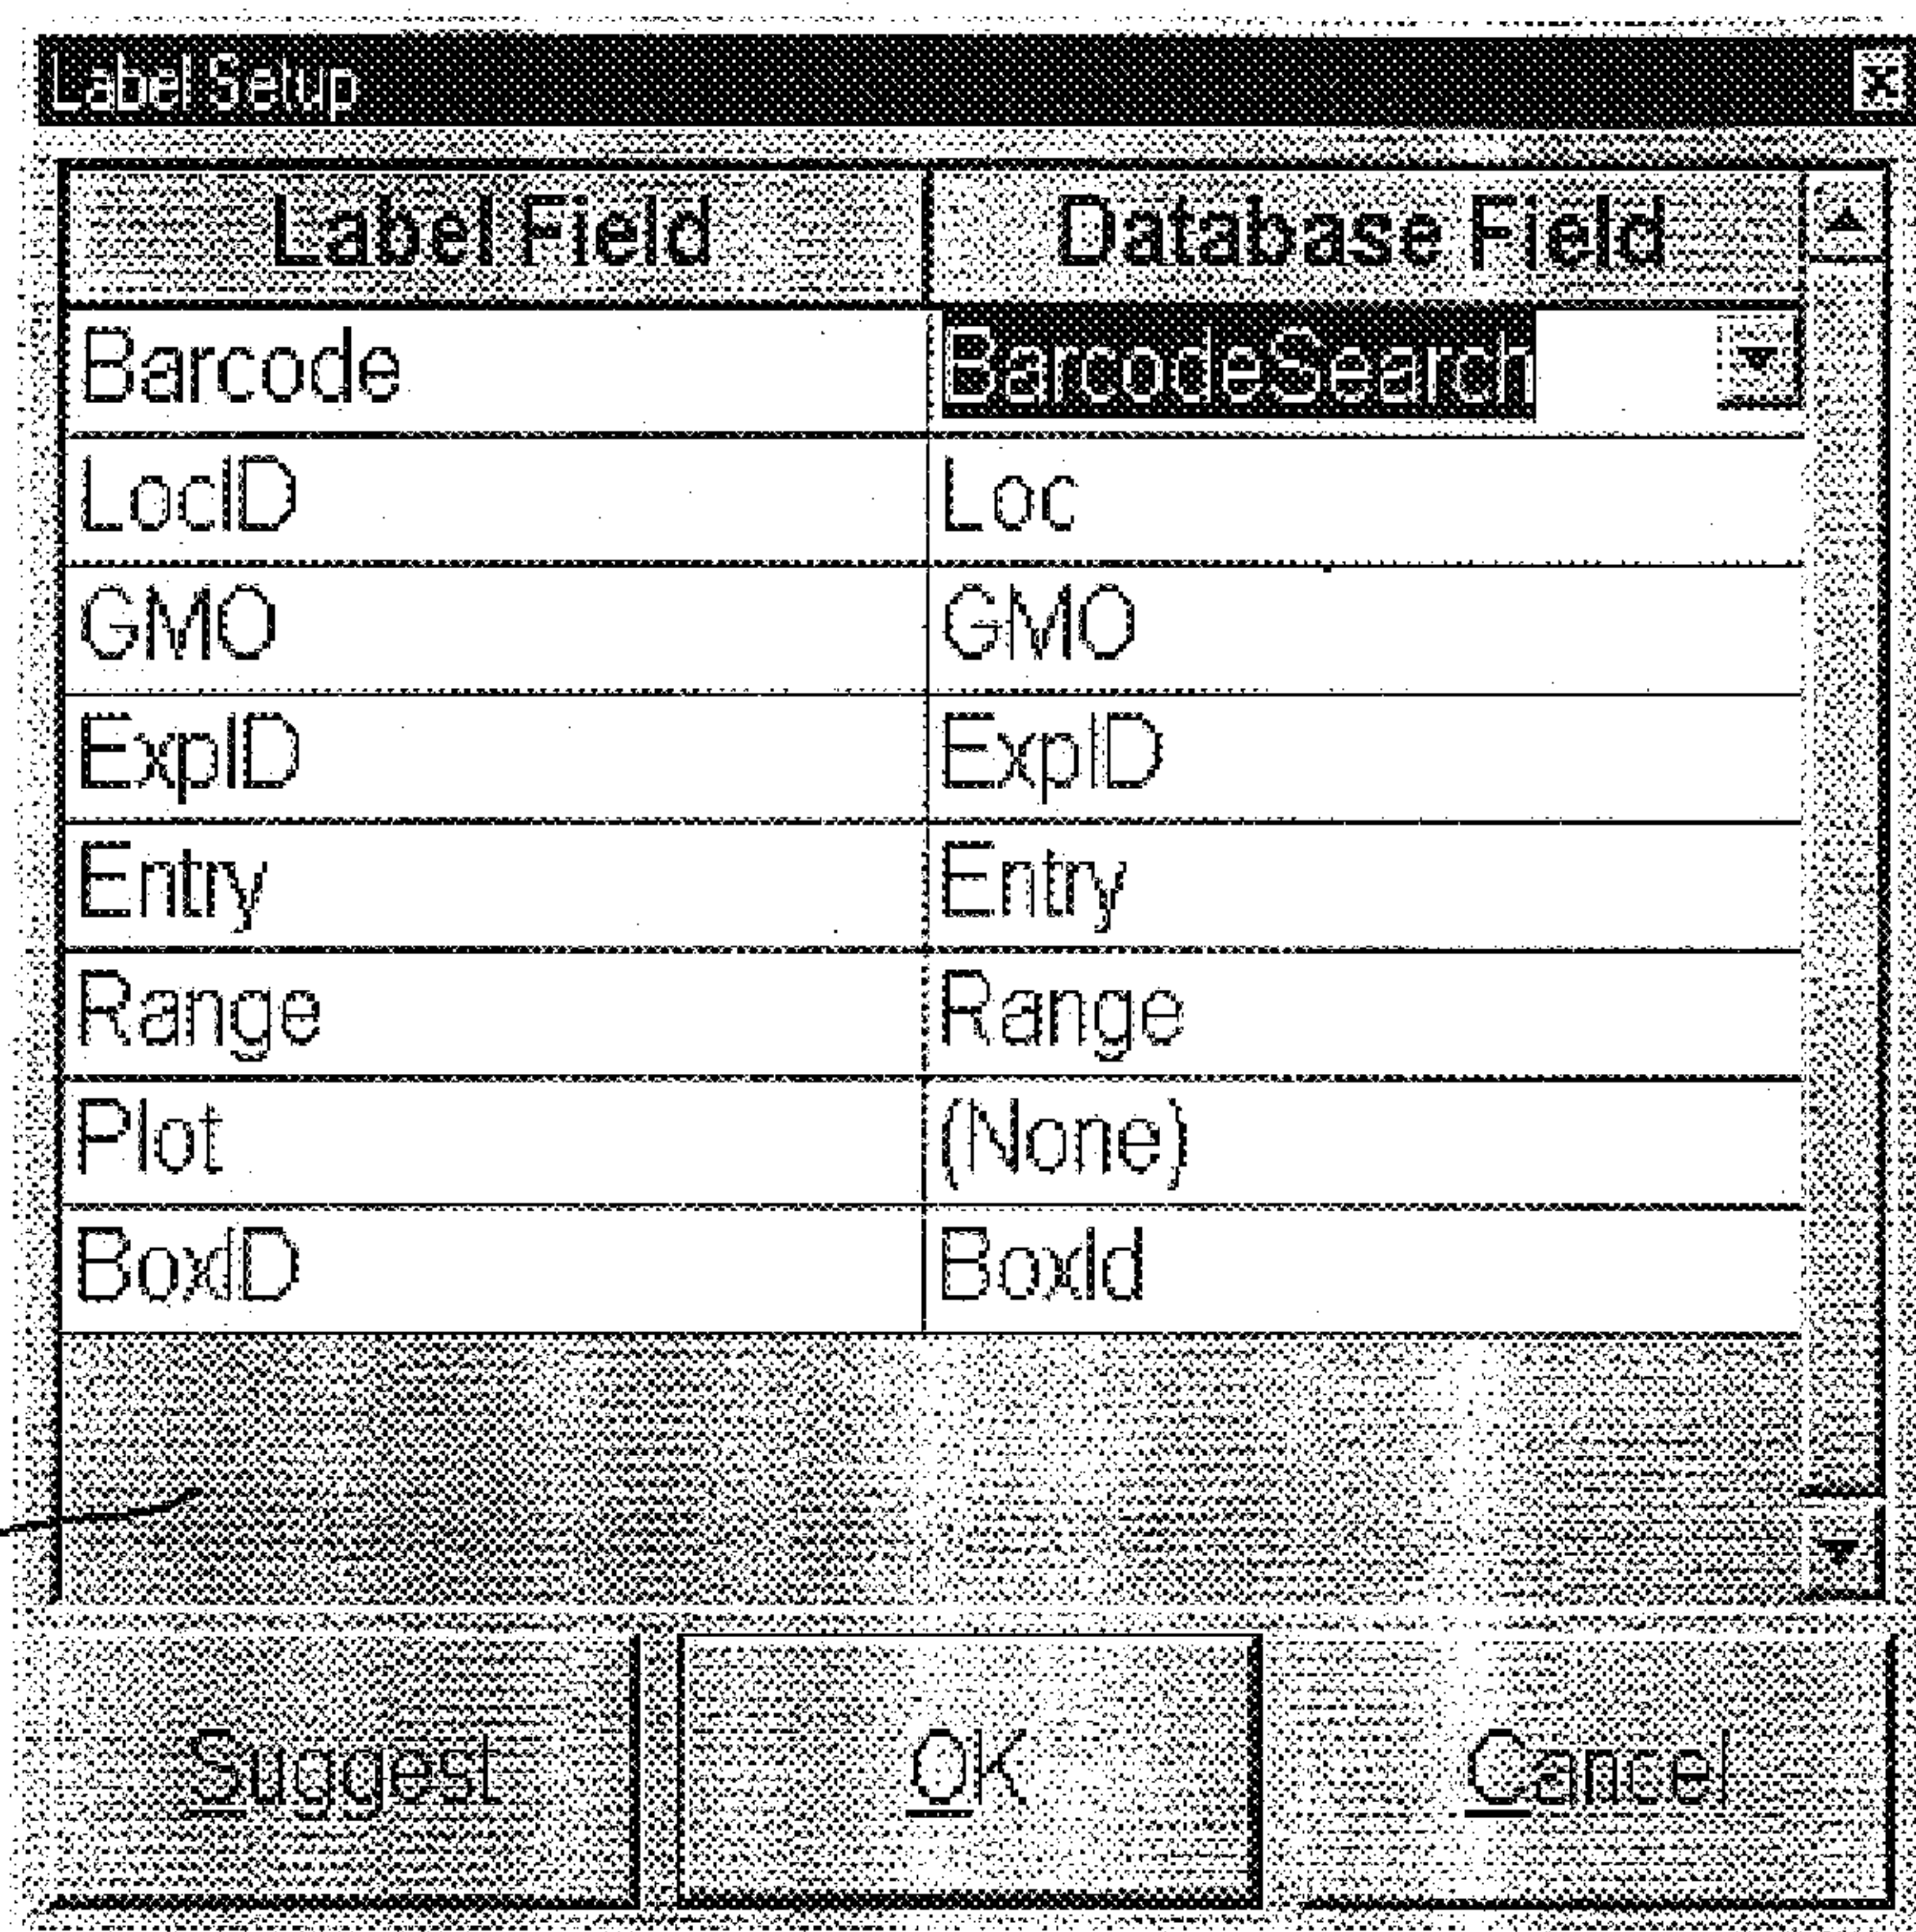 Label Setup
Label Field Database Field
Barcode BarcodeSearch
LocID Loc
GMO GMO
ExpID ExpID
Entry Entry
Range Range
Plot (None)
BoxID BoxId
Suggest OK Cancel